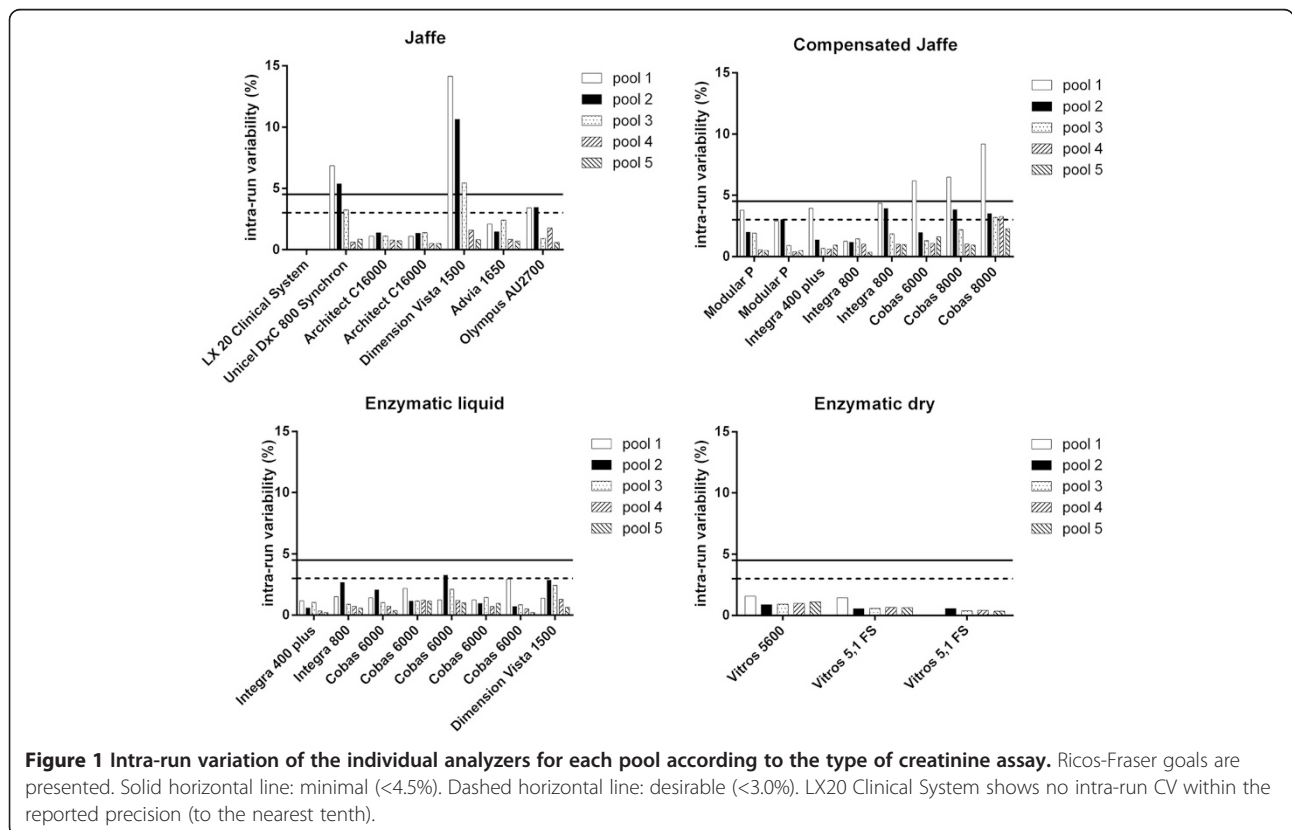 Jaffe
intra-run variability (%)
15
10
5
0
pool 1
pool 2
pool 3
pool 4
pool 5
LX 20 Clinical System
Unicel DxC 800 Synchron
Architect C16000
Architect C16000
Dimension Vista 1500
Advia 1650
Olympus AU2700
Compensated Jaffe
intra-run variability (%)
15
10
5
0
pool 1
pool 2
pool 3
pool 4
pool 5
Modular P
Modular P
Integra 400 plus
Integra 800
Integra 800
Cobas 6000
Cobas 8000
Cobas 8000
Enzymatic liquid
intra-run variability (%)
15
10
5
0
pool 1
pool 2
pool 3
pool 4
pool 5
Integra 400 plus
Integra 800
Cobas 6000
Cobas 6000
Cobas 6000
Cobas 6000
Cobas 6000
Dimension Vista 1500
Enzymatic dry
intra-run variability (%)
15
10
5
0
pool 1
pool 2
pool 3
pool 4
pool 5
Vitros 5600
Vitros 5,1 FS
Vitros 5,1 FS
Figure 1 Intra-run variation of the individual analyzers for each pool according to the type of creatinine assay. Ricos-Fraser goals are
presented. Solid horizontal line: minimal (<4.5%). Dashed horizontal line: desirable (<3.0%). LX20 Clinical System shows no intra-run CV within the
reported precision (to the nearest tenth).